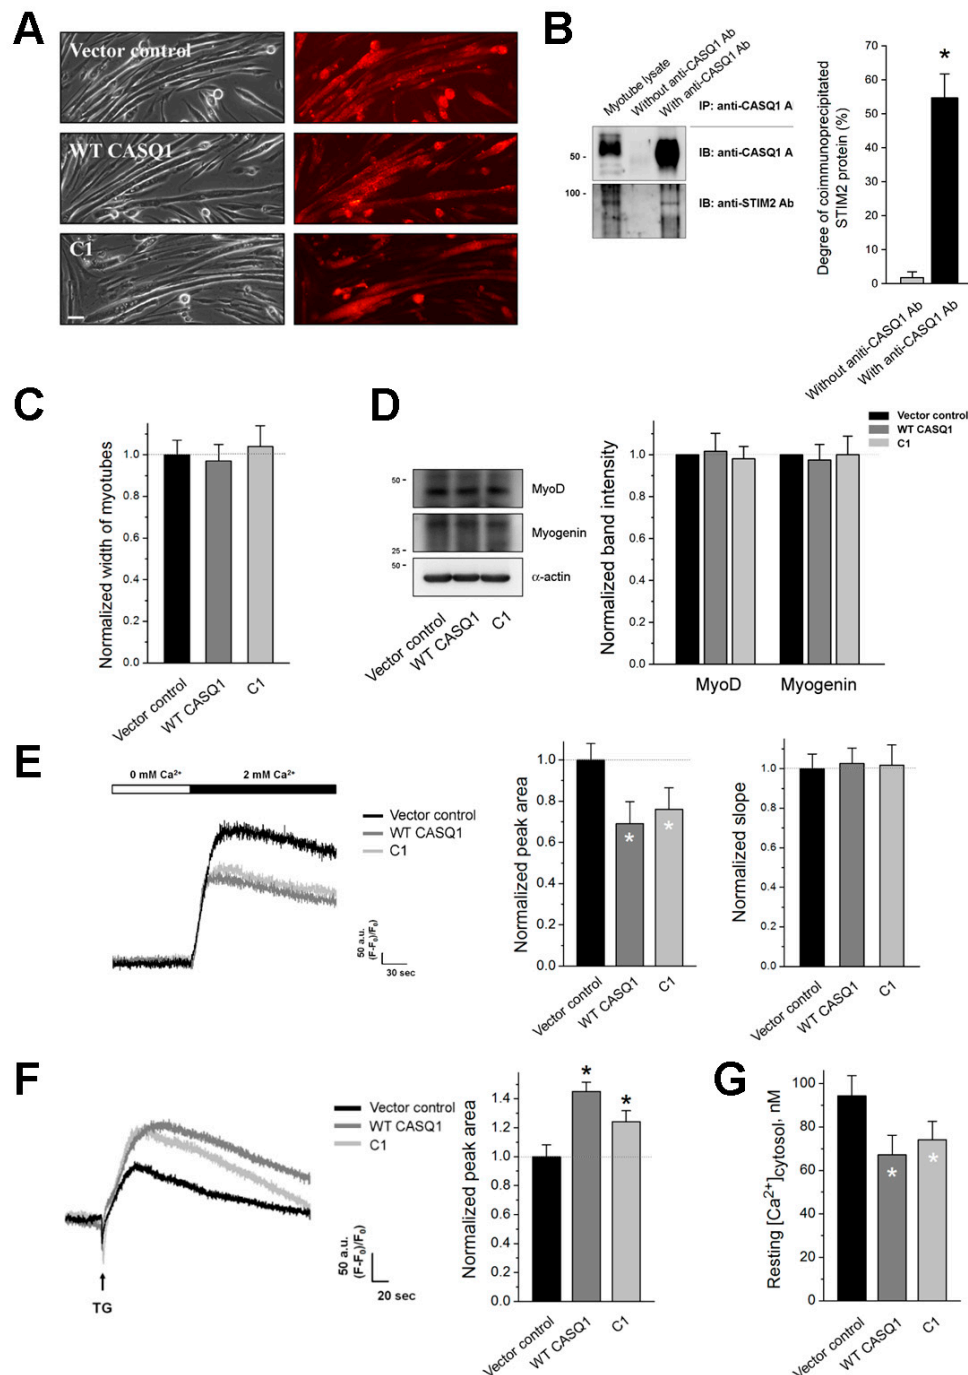 A
Vector control
WT CASQ1
C1
B
Myotube lysate
Without anti-CASQ1 Ab
With anti-CASQ1 Ab
IP: anti-CASQ1 A
50 -
IB: anti-CASQ1 A
100 -
IB: anti-STIM2 Ab
Degree of coimmunoprecipitated
STIM2 protein (%)
70
60
50
40
30
20
10
0
*
Without aniti-CASQ1 Ab
With anti-CASQ1 Ab
C
Normalized width of myotubes
1.0
0.8
0.6
0.4
0.2
0.0
Vector control
WT CASQ1
C1
D
50 -
MyoD
Myogenin
25 -
50 -
α-actin
Vector control
WT CASQ1
C1
Normalized band intensity
1.0
0.8
0.6
0.4
0.2
0.0
MyoD
Myogenin
Vector control
WT CASQ1
C1
E
0 mM Ca²⁺
2 mM Ca²⁺
Vector control
WT CASQ1
C1
50 a.u.
(F-F₀)/F₀
30 sec
Normalized peak area
1.0
0.8
0.6
0.4
0.2
0.0
*
*
Vector control
WT CASQ1
C1
Normalized slope
1.0
0.8
0.6
0.4
0.2
0.0
Vector control
WT CASQ1
C1
F
Vector control
WT CASQ1
C1
TG
50 a.u.
(F-F₀)/F₀
20 sec
Normalized peak area
1.4
1.2
1.0
0.8
0.6
0.4
0.2
0.0
*
*
Vector control
WT CASQ1
C1
G
Resting [Ca²⁺]cytosol, nM
100
80
60
40
20
0
*
*
Vector control
WT CASQ1
C1